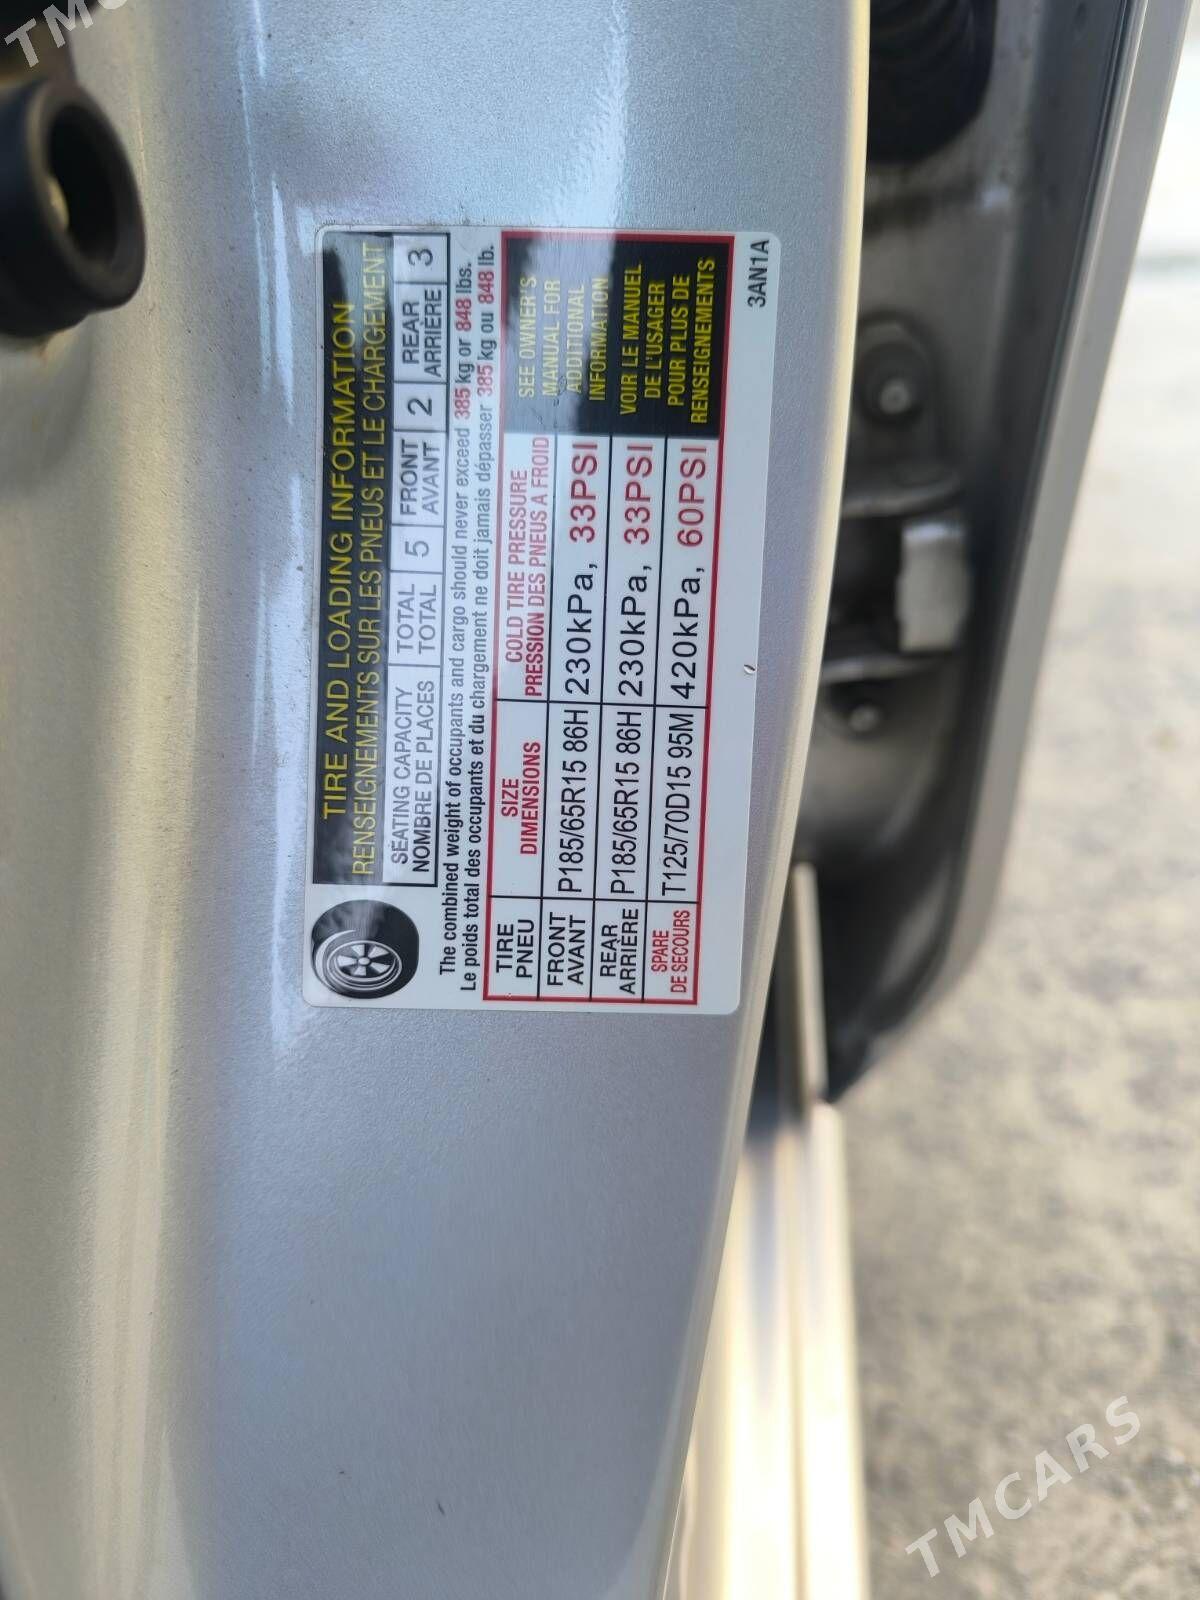 TIRE AND LOADING INFORMATION
RENSEIGNEMENTS SUR LES PNEUS ET LE CHARGEMENT
SEATING CAPACITY TOTAL 5 FRONT 2 REAR 3
NOMBRE DE PLACES TOTAL AVANT ARRIÈRE
The combined weight of occupants and cargo should never exceed 385 kg or 848 lbs.
Le poids total des occupants et du chargement ne doit jamais dépasser 385 kg ou 848 lb.
TIRE SIZE COLD TIRE PRESSURE
PNEU DIMENSIONS PRESSION DES PNEUS A FROID
FRONT P185/65R15 86H 230kPa, 33PSI
AVANT
REAR P185/65R15 86H 230kPa, 33PSI
ARRIÈRE
SPARE T125/70D15 95M 420kPa, 60PSI
DE SECOURS
SEE OWNER'S
MANUAL FOR
ADDITIONAL
INFORMATION
VOIR LE MANUEL
DE L'USAGER
POUR PLUS DE
RENSEIGNEMENTS
3AN1A
TMCARS